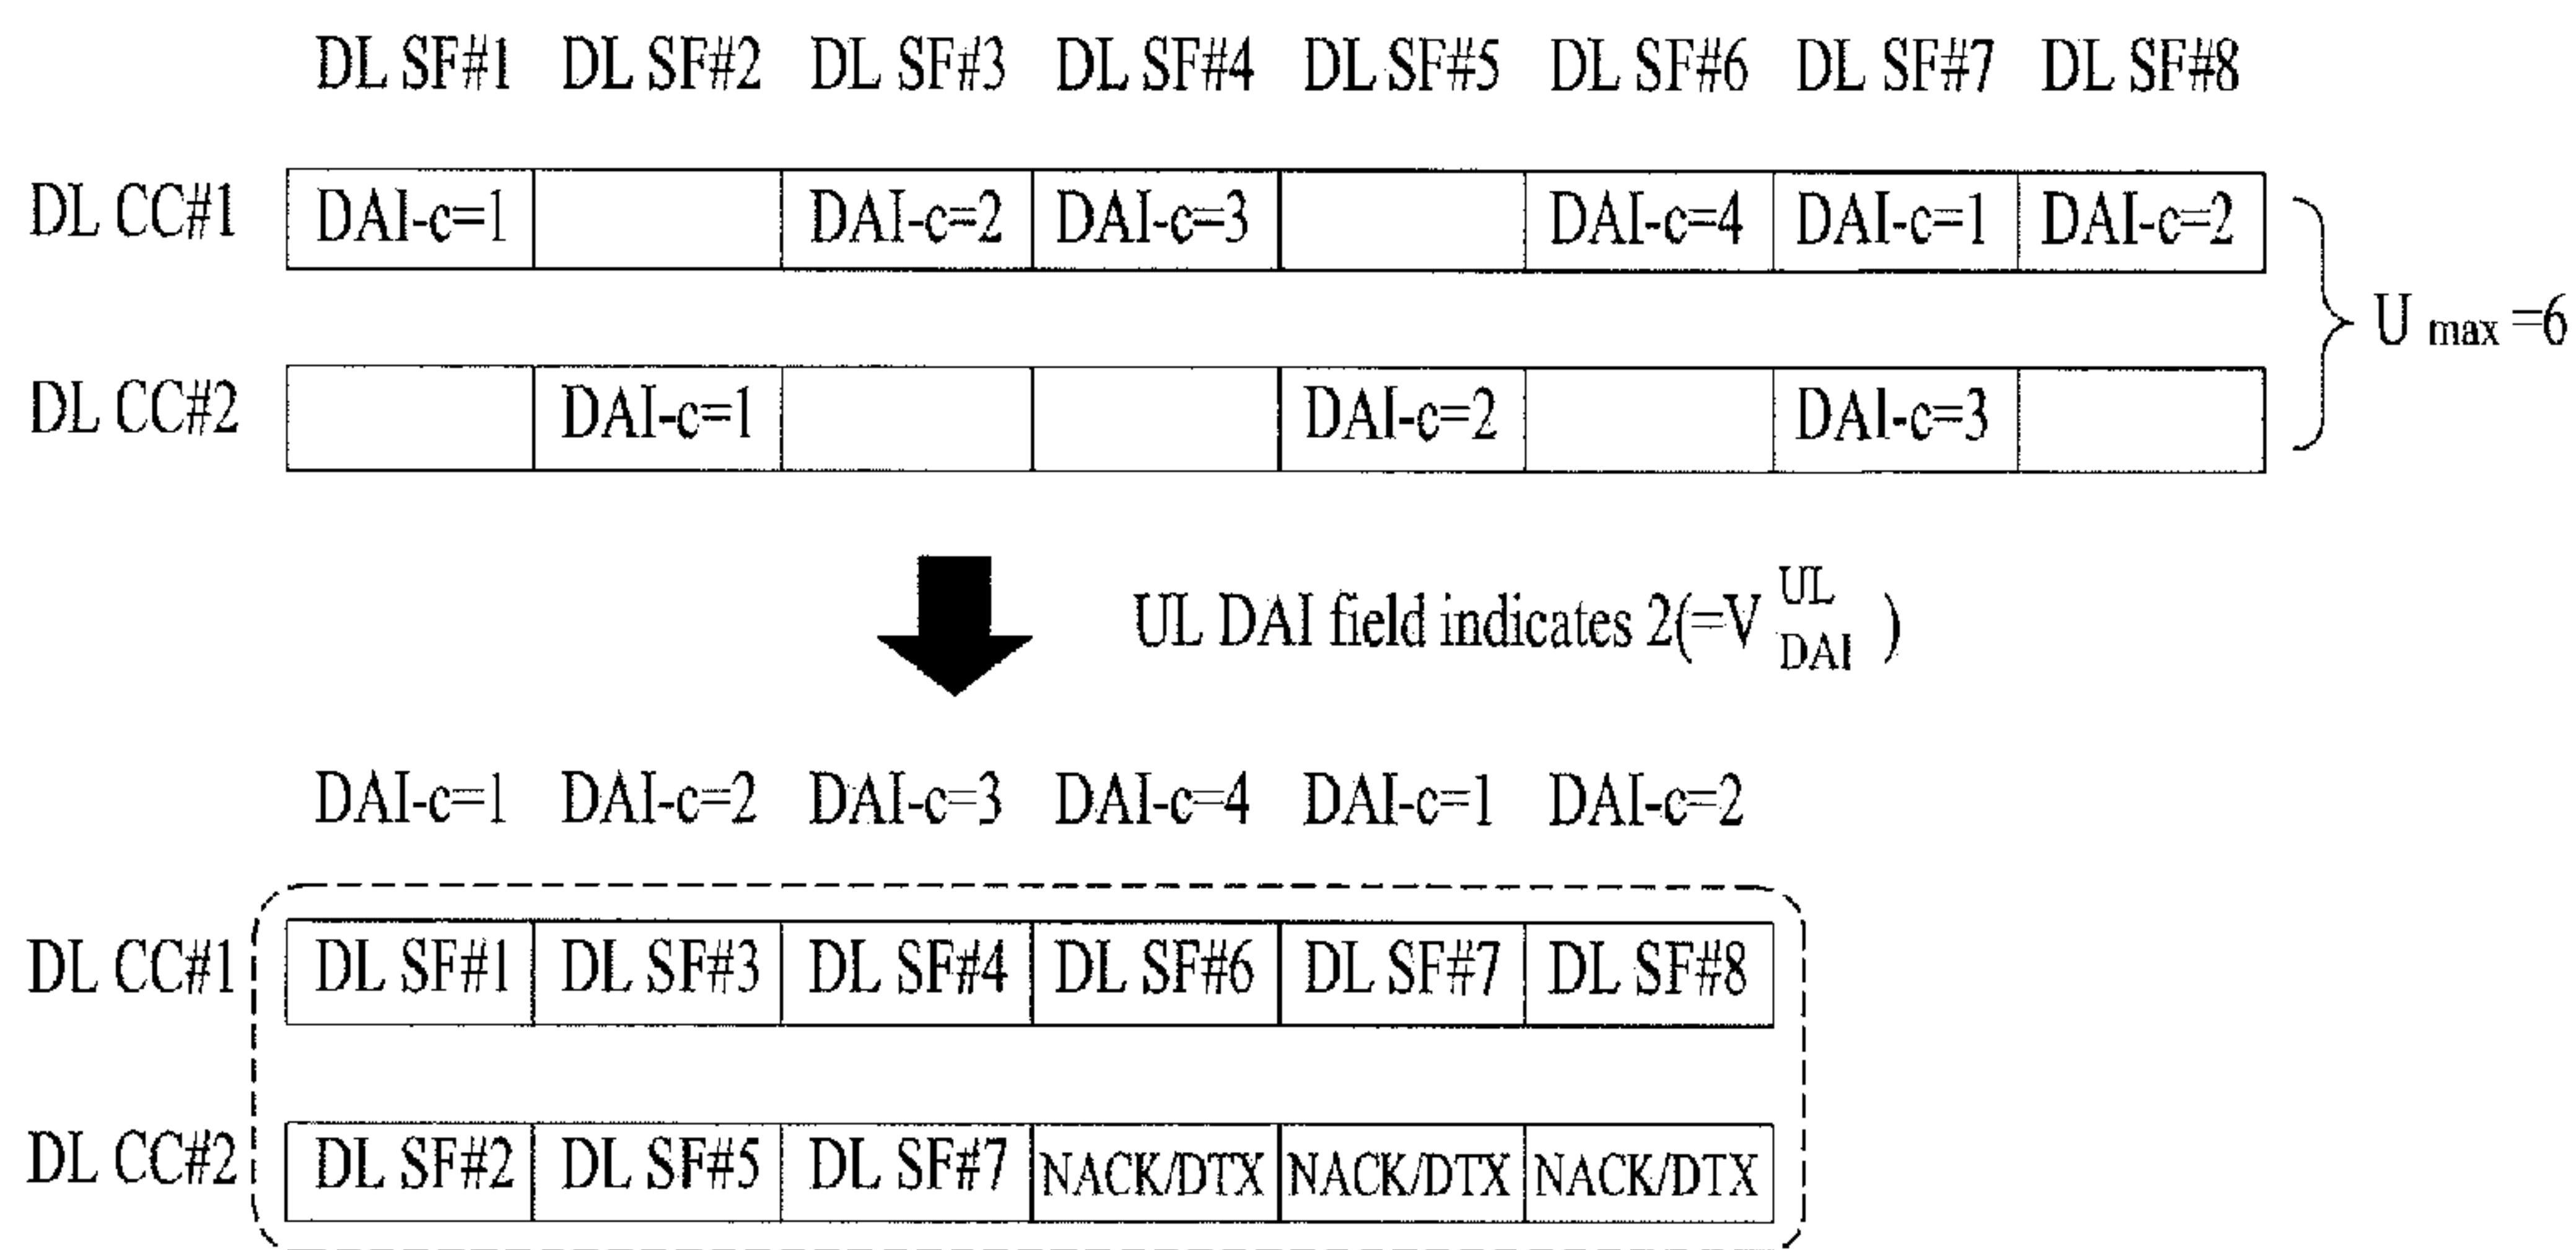 DL SF#1 DL SF#2 DL SF#3 DL SF#4 DL SF#5 DL SF#6 DL SF#7 DL SF#8
DL CC#1 DAI-c=1 DAI-c=2 DAI-c=3 DAI-c=4 DAI-c=1 DAI-c=2
U max =6
DL CC#2 DAI-c=1 DAI-c=2 DAI-c=3
UL DAI field indicates 2(=V UL DAI )
DAI-c=1 DAI-c=2 DAI-c=3 DAI-c=4 DAI-c=1 DAI-c=2
DL CC#1 DL SF#1 DL SF#3 DL SF#4 DL SF#6 DL SF#7 DL SF#8
DL CC#2 DL SF#2 DL SF#5 DL SF#7 NACK/DTX NACK/DTX NACK/DTX